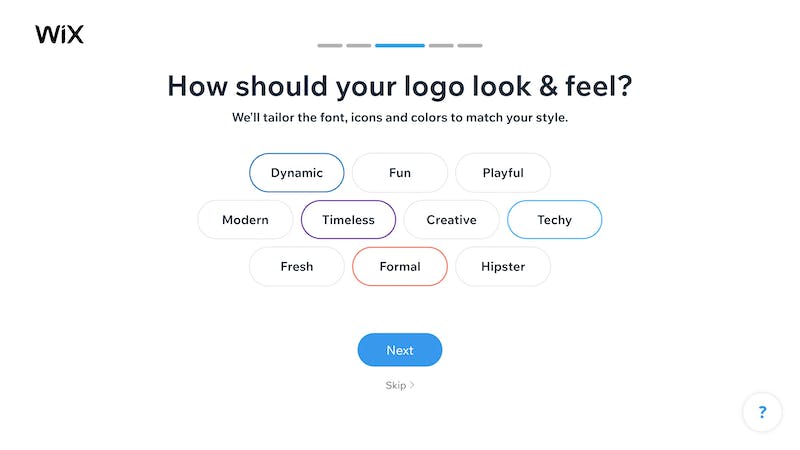 WiX
How should your logo look & feel?
We'll tailor the font, icons and colors to match your style.
Dynamic Fun Playful
Modern Timeless Creative Techy
Fresh Formal Hipster
Next
Skip >
?